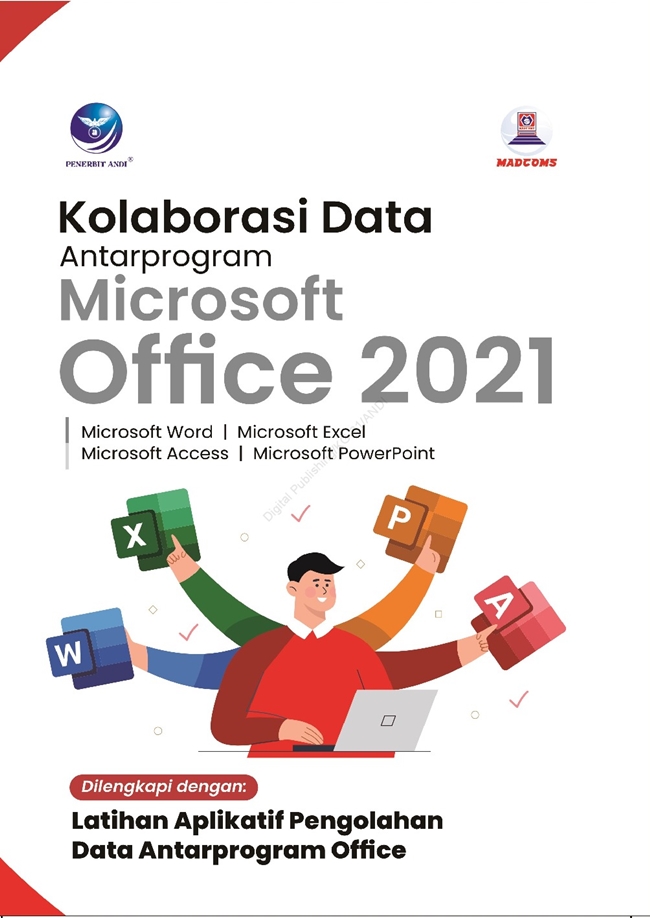 PENERBIT ANDI®
MADCOMS
Kolaborasi Data
Antarprogram
Microsoft
Office 2021
Microsoft Word | Microsoft Excel
Microsoft Access | Microsoft PowerPoint
X
P
A
W
Dilengkapi dengan:
Latihan Aplikatif Pengolahan
Data Antarprogram Office